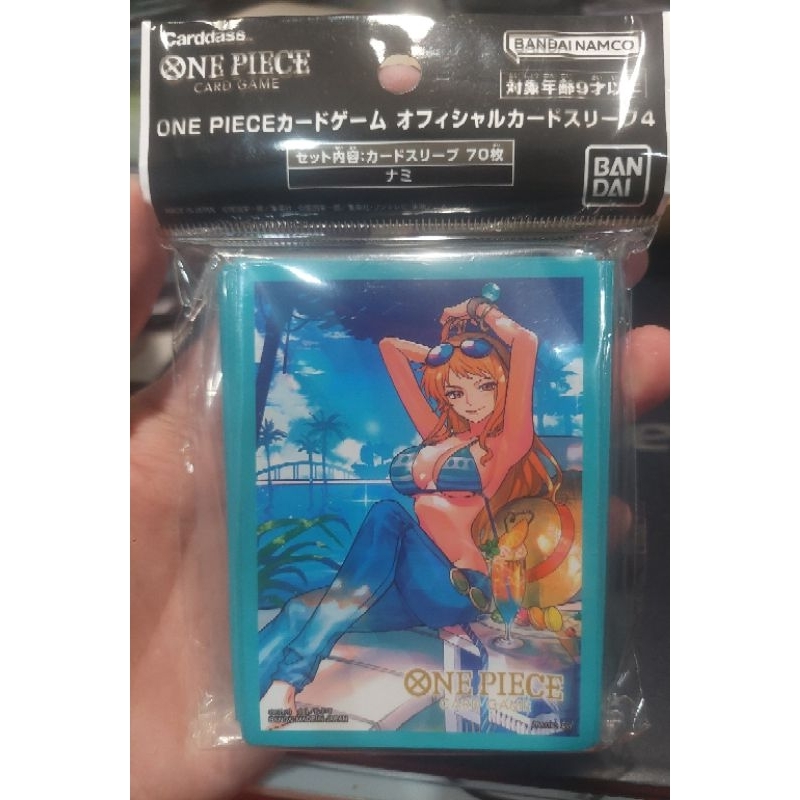 Carddass
ONE PIECE
CARD GAME
BANDAI NAMCO
対象年齢9才以上
ONE PIECEカードゲーム オフィシャルカードスリーブ4
セット内容:カードスリーブ 70枚
ナミ
BAN
DAI
ONE PIECE
CARD GAME